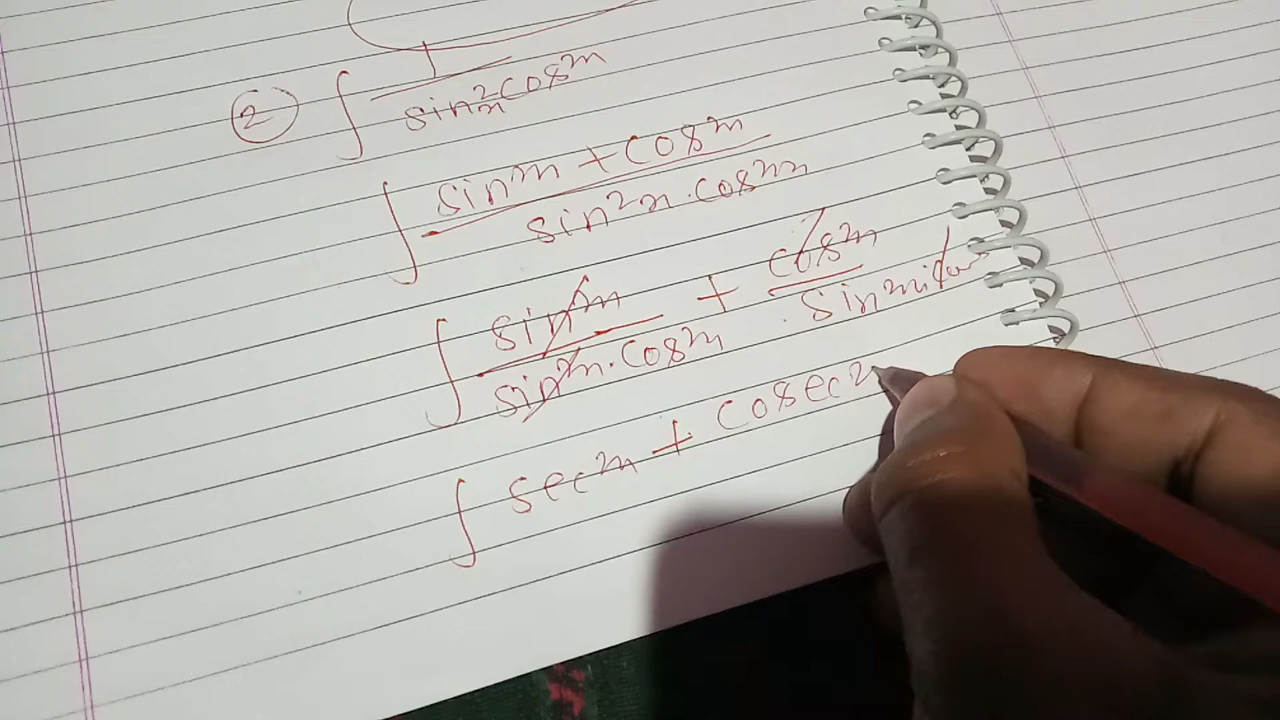 ② ∫ 1 / sin²x cos²x
∫ sin²x + cos²x / sin²x · cos²x
∫ sin²x / sin²x · cos²x + cos²x / sin²x · cos²x
∫ sec²x + cosec²x